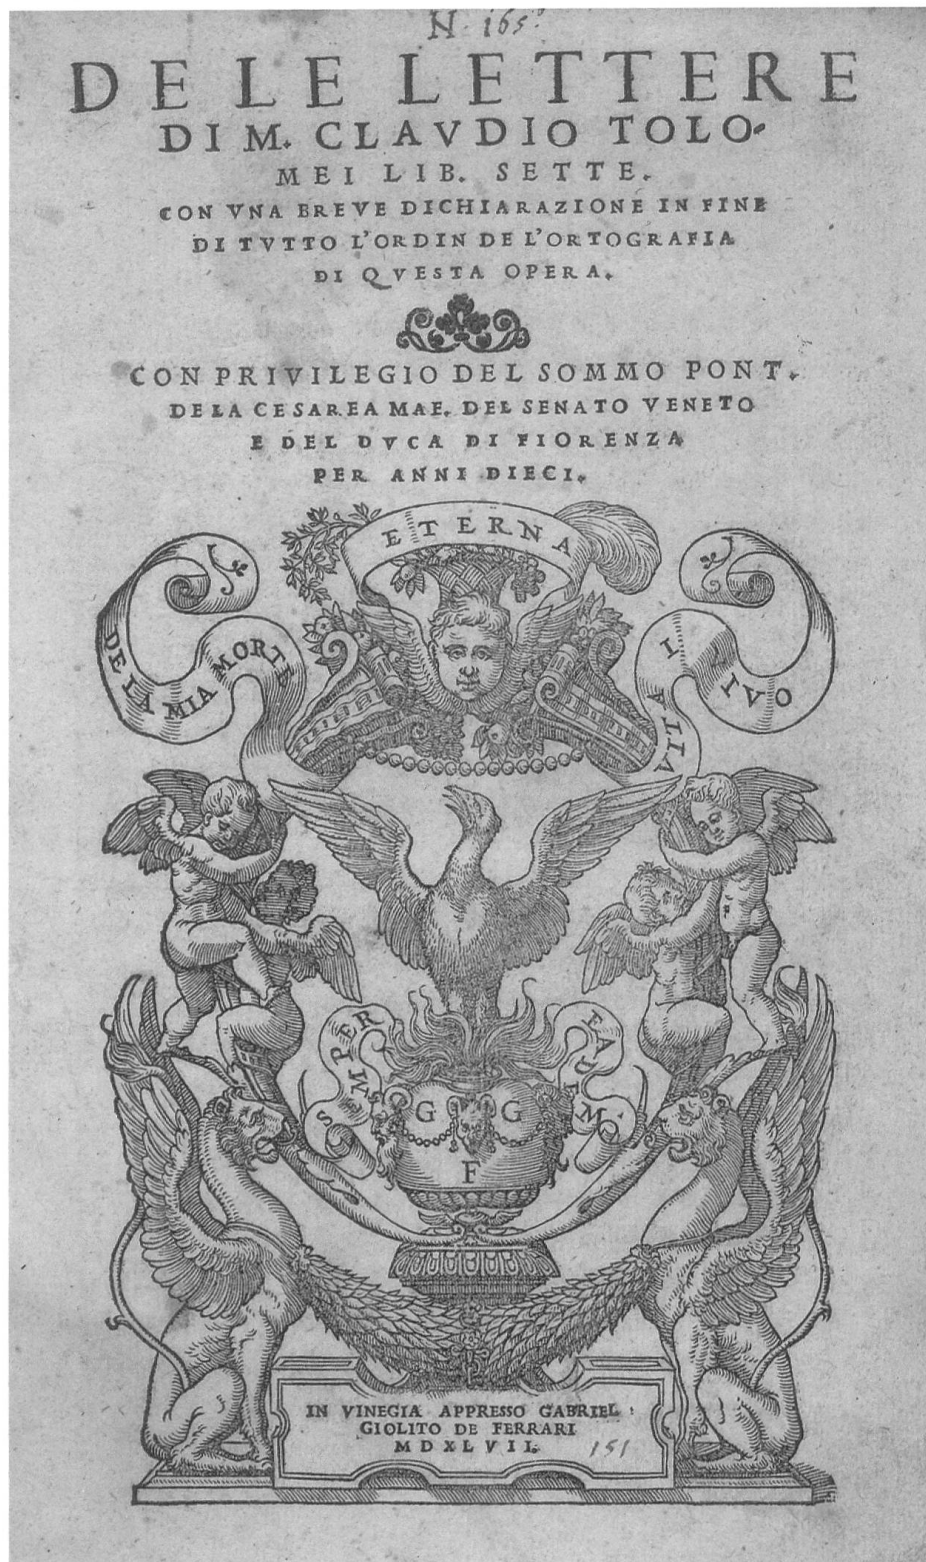 N. 165.
DE LE LETTERE
DI M. CLAVDIO TOLO-
MEI LIB. SETTE.
CON VNA BREVE DICHIARAZIONE IN FINE
DI TVTTO L'ORDIN DE L'ORTOGRAFIA
DI QVESTA OPERA.
CON PRIVILEGIO DEL SOMMO PONT.
DE LA CESAREA MAE. DEL SENATO VENETO
E DEL DVCA DI FIORENZA
PER ANNI DIECI.
DE LA MIA MORTE
ETERNA
VITA I VIVO
SEMPER
EADEM.
G G
F
IN VINEGIA APPRESSO GABRIEL
GIOLITO DE FERRARI
MDXLVII.
151